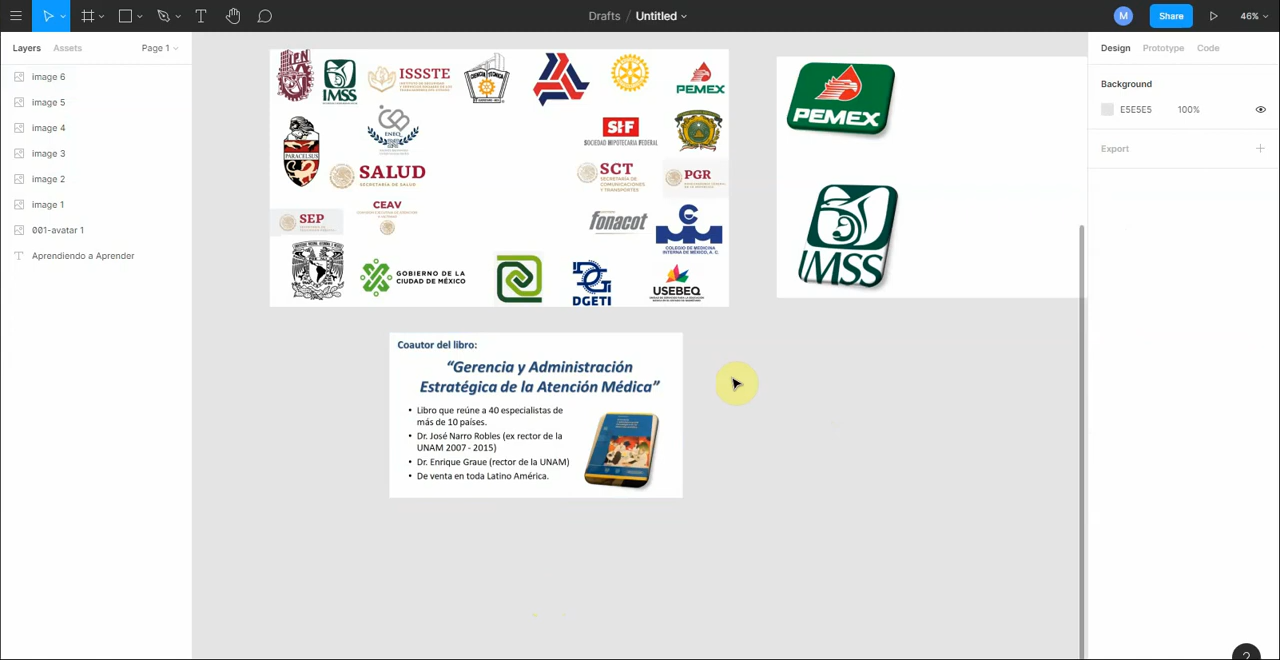 Drafts / Untitled
M
Share
46%
Layers
Assets
Page 1
Design
Prototype
Code
image 6
image 5
image 4
image 3
image 2
image 1
001-avatar 1
Aprendiendo a Aprender
Background
E5E5E5
100%
Export
IPN
IMSS
ISSSTE
PEMEX
ENEO
SHF
SOCIEDAD HIPOTECARIA FEDERAL
PARACELSUS
SALUD
SECRETARÍA DE SALUD
SCT
SECRETARÍA DE
COMUNICACIONES
Y TRANSPORTES
PGR
SEP
CEAV
fonacot
COLEGIO DE MEDICINA
INTERNA DE MÉXICO, A. C.
GOBIERNO DE LA
CIUDAD DE MÉXICO
DGETI
USEBEQ
PEMEX
IMSS
Coautor del libro:
“Gerencia y Administración
Estratégica de la Atención Médica”
• Libro que reúne a 40 especialistas de
más de 10 países.
• Dr. José Narro Robles (ex rector de la
UNAM 2007 - 2015)
• Dr. Enrique Graue (rector de la UNAM)
• De venta en toda Latino América.
?